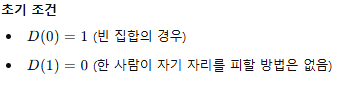 초기 조건
• D(0) = 1 (빈 집합의 경우)
• D(1) = 0 (한 사람이 자기 자리를 피할 방법은 없음)